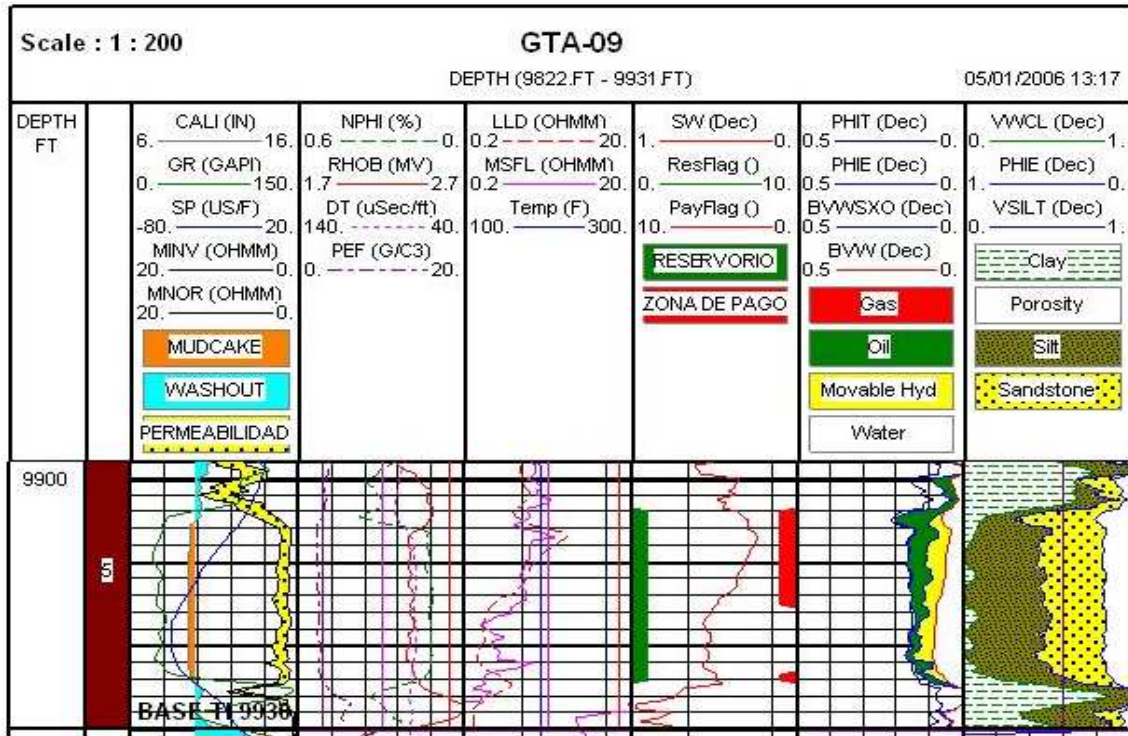 Scale : 1 : 200
GTA-09
DEPTH (9822.FT - 9931.FT)
05/01/2006 13:17
DEPTH
FT
CALI (IN)
6. 16.
GR (GAPI)
0. 150.
SP (US/F)
-80. 20.
MINV (OHMM)
20. 0.
MNOR (OHMM)
20. 0.
MUDCAKE
WASHOUT
PERMEABILIDAD
NPHI (%)
0.6 0.
RHOB (MV)
1.7 2.7
DT (uSec/ft)
140. 40.
PEF (G/C3)
0. 20.
LLD (OHMM)
0.2 20.
MSFL (OHMM)
0.2 20.
Temp (F)
100. 300.
SW (Dec)
1. 0.
ResFlag ()
0. 10.
PayFlag ()
10. 0.
RESERVORIO
ZONA DE PAGO
PHIT (Dec)
0.5 0.
PHIE (Dec)
0.5 0.
BVWSXO (Dec)
0.5 0.
BVW (Dec)
0.5 0.
Gas
Oil
Movable Hyd
Water
VWCL (Dec)
0. 1.
PHIE (Dec)
1. 0.
VSILT (Dec)
0. 1.
Clay
Porosity
Silt
Sandstone
9900
5
BASE TI 9930